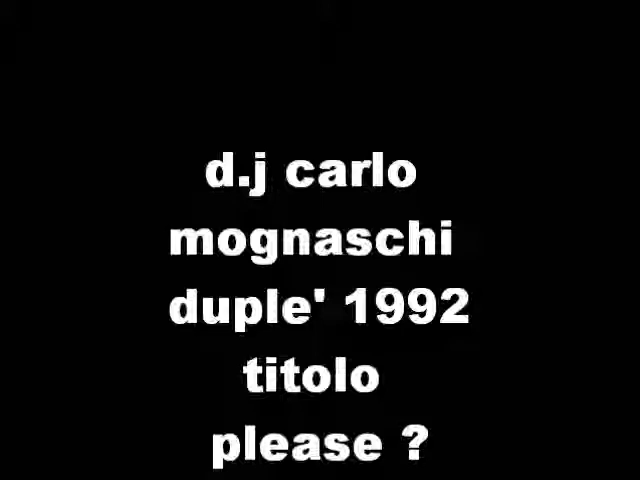 d.j carlo
mognaschi
duple' 1992
titolo
please ?